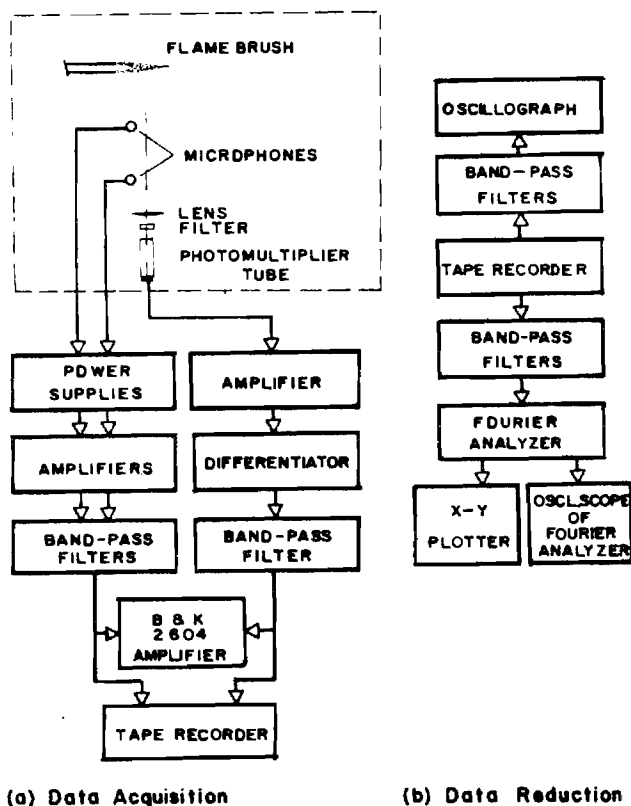 FLAME BRUSH
MICROPHONES
LENS
FILTER
PHOTOMULTIPLIER
TUBE
POWER
SUPPLIES
AMPLIFIER
AMPLIFIERS
DIFFERENTIATOR
BAND-PASS
FILTERS
BAND-PASS
FILTER
B & K
2604
AMPLIFIER
TAPE RECORDER
(a) Data Acquisition
OSCILLOGRAPH
BAND-PASS
FILTERS
TAPE RECORDER
BAND-PASS
FILTERS
FOURIER
ANALYZER
X-Y
PLOTTER
OSCL.SCOPE
OF
FOURIER
ANALYZER
(b) Data Reduction